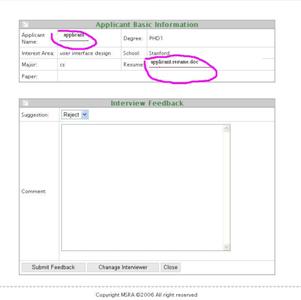 Applicant Basic Information
Applicant Name: applicant Degree: PHD1
Interest Area: user interface design School: Stanford
Major: cs Resume: applicant.resume.doc
Paper:
Interview Feedback
Suggestion: Reject
Comment:
Submit Feedback Chanage Interviewer Close
Copyright MSRA ©2006 All right reserved